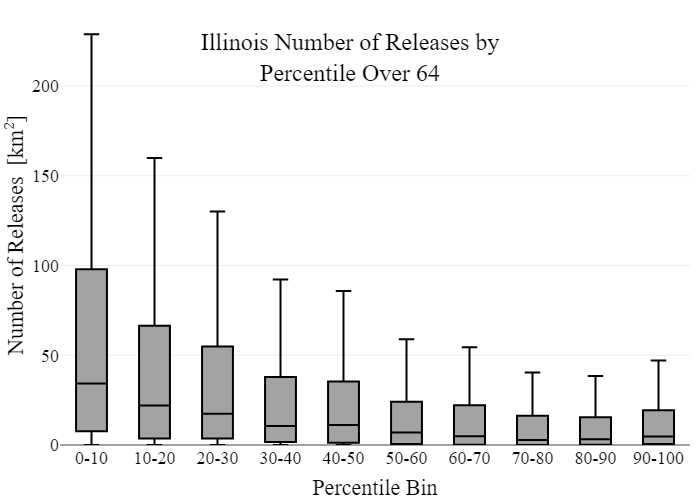 Illinois Number of Releases by
Percentile Over 64
Number of Releases [km²]
200
150
100
50
0
0-10 10-20 20-30 30-40 40-50 50-60 60-70 70-80 80-90 90-100
Percentile Bin